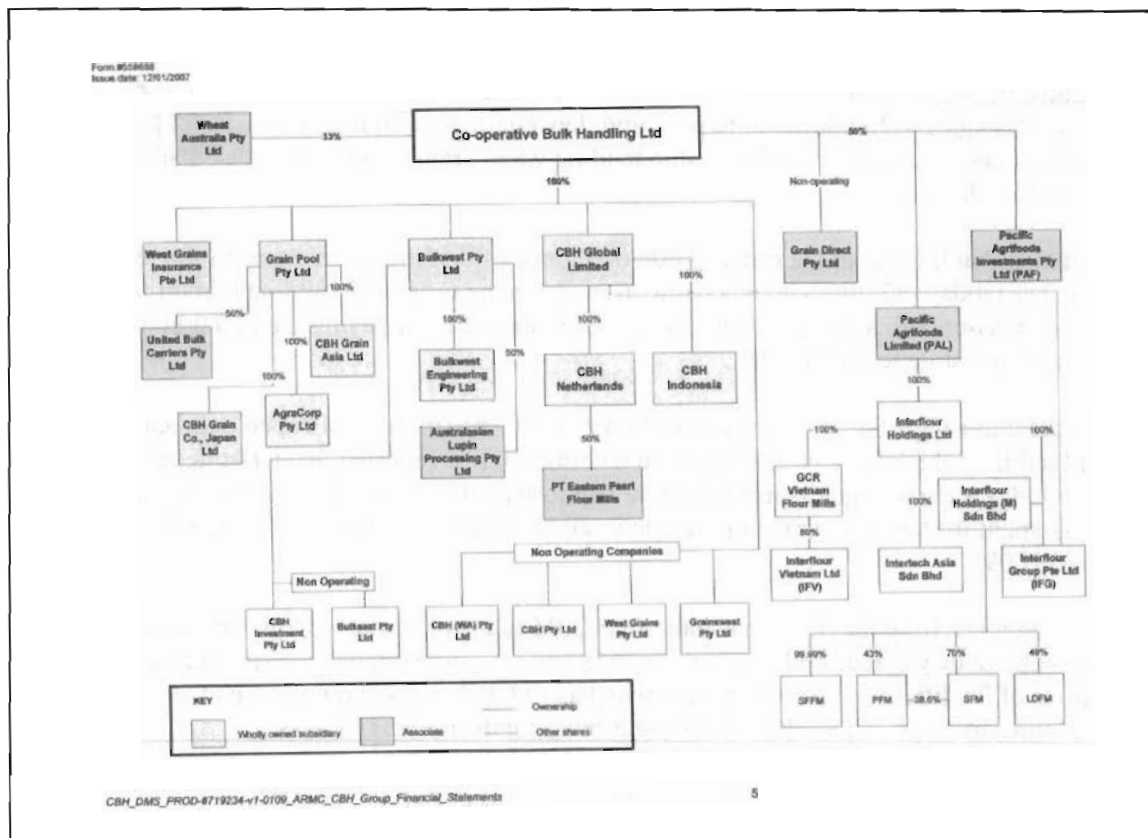 Form #558688
Issue date: 12/01/2007
Wheat
Australia Pty
Ltd
33%
Co-operative Bulk Handling Ltd
50%
100%
Non-operating
West Grains
Insurance
Pte Ltd
Grain Pool
Pty Ltd
Bulkwest Pty
Ltd
CBH Global
Limited
Grain Direct
Pty Ltd
Pacific
Agrifoods
Investments Pty
Ltd (PAF)
50%
100%
100%
100%
100%
50%
100%
100%
United Bulk
Carriers Pty
Ltd
CBH Grain
Asia Ltd
Bulkwest
Engineering
Pty Ltd
CBH
Netherlands
CBH
Indonesia
Pacific
Agrifoods
Limited (PAL)
100%
CBH Grain
Co., Japan
Ltd
AgraCorp
Pty Ltd
Australasian
Lupin
Processing Pty
Ltd
50%
PT Eastern Pearl
Flour Mills
Interflour
Holdings Ltd
100%
100%
GCR
Vietnam
Flour Mills
100%
Interflour
Holdings (M)
Sdn Bhd
80%
Non Operating Companies
Interflour
Vietnam Ltd
(IFV)
Intertech Asia
Sdn Bhd
Interflour
Group Pte Ltd
(IFG)
Non Operating
CBH
Investment
Pty Ltd
Bulkeast Pty
Ltd
CBH (WA) Pty
Ltd
CBH Pty Ltd
West Grains
Pty Ltd
Grainswest
Pty Ltd
99.99%
43%
70%
49%
SFFM
PFM
38.5%
SFM
LDFM
KEY
Ownership
Wholly owned subsidiary
Associate
Other shares
CBH_DMS_PROD-#719234-v1-0109_ARMC_CBH_Group_Financial_Statements
5